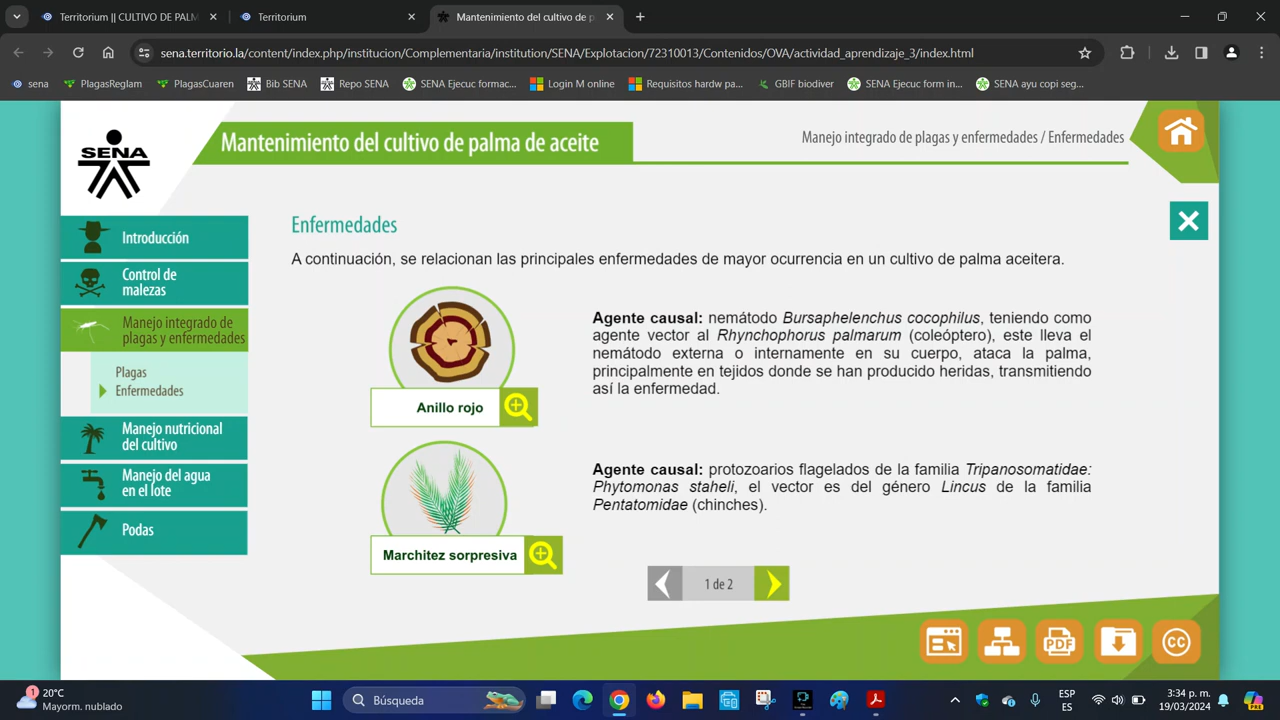 Territorium || CULTIVO DE PALM
Territorium
Mantenimiento del cultivo de p
sena.territorio.la/content/index.php/institucion/Complementaria/institution/SENA/Explotacion/72310013/Contenidos/OVA/actividad_aprendizaje_3/index.html
sena
PlagasReglam
PlagasCuaren
Bib SENA
Repo SENA
SENA Ejecuc formac...
Login M online
Requisitos hardw pa...
GBIF biodiver
SENA Ejecuc form in...
SENA ayu copi seg...
SENA
Mantenimiento del cultivo de palma de aceite
Manejo integrado de plagas y enfermedades / Enfermedades
Introducción
Control de
malezas
Manejo integrado de
plagas y enfermedades
Plagas
Enfermedades
Manejo nutricional
del cultivo
Manejo del agua
en el lote
Podas
Enfermedades
A continuación, se relacionan las principales enfermedades de mayor ocurrencia en un cultivo de palma aceitera.
Anillo rojo
Agente causal: nemátodo Bursaphelenchus cocophilus, teniendo como
agente vector al Rhynchophorus palmarum (coleóptero), este lleva el
nemátodo externa o internamente en su cuerpo, ataca la palma,
principalmente en tejidos donde se han producido heridas, transmitiendo
así la enfermedad.
Marchitez sorpresiva
Agente causal: protozoarios flagelados de la familia Tripanosomatidae:
Phytomonas staheli, el vector es del género Lincus de la familia
Pentatomidae (chinches).
1 de 2
PDF
CC
1
20°C
Mayorm. nublado
Búsqueda
ESP
ES
3:34 p. m.
19/03/2024